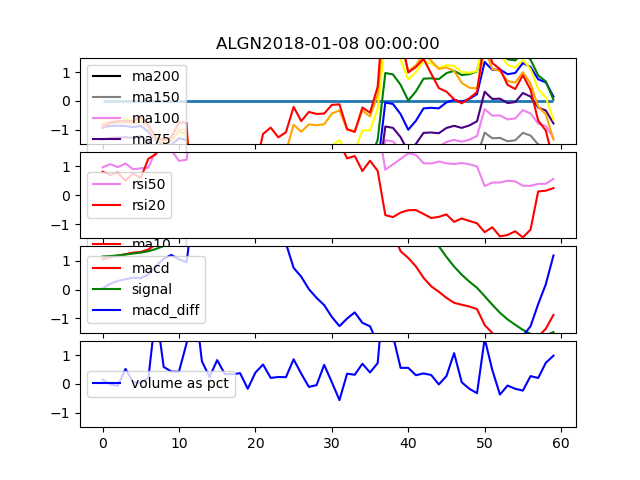 ALGN2018-01-08 00:00:00
1
0
−1
ma200
ma150
ma100
ma75
1
0
−1
rsi50
rsi20
ma10
1
0
−1
macd
signal
macd_diff
1
0
−1
volume as pct
0 10 20 30 40 50 60